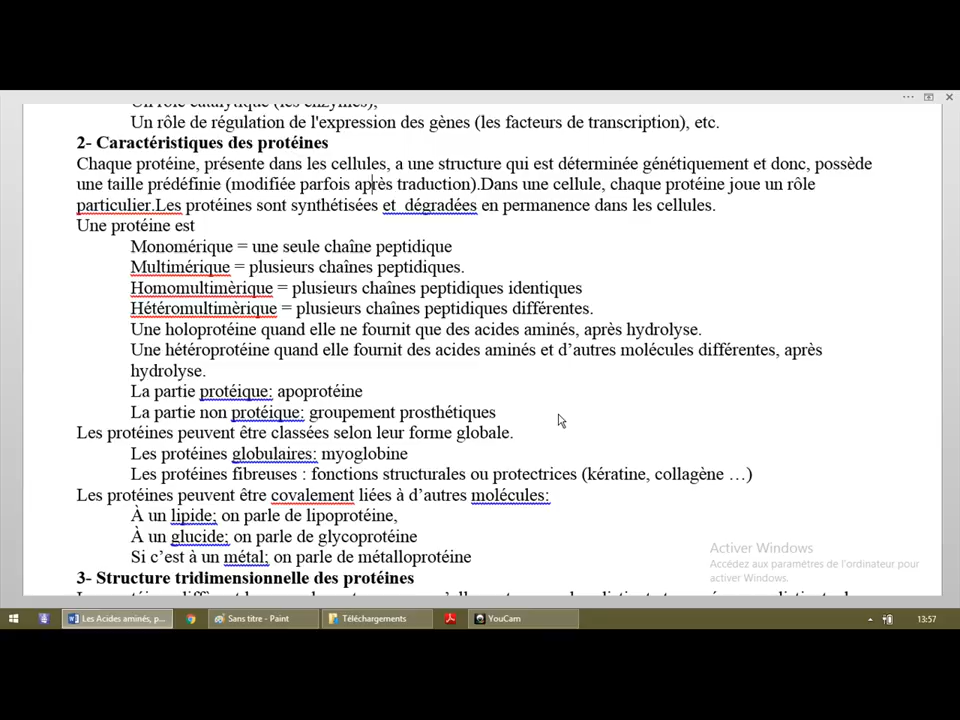 Un rôle catalytique (les enzymes),
Un rôle de régulation de l'expression des gènes (les facteurs de transcription), etc.
2- Caractéristiques des protéines
Chaque protéine, présente dans les cellules, a une structure qui est déterminée génétiquement et donc, possède
une taille prédéfinie (modifiée parfois après traduction).Dans une cellule, chaque protéine joue un rôle
particulier.Les protéines sont synthétisées et  dégradées en permanence dans les cellules.
Une protéine est
Monomérique = une seule chaîne peptidique
Multimérique = plusieurs chaînes peptidiques.
Homomultimèrique = plusieurs chaînes peptidiques identiques
Hétéromultimèrique = plusieurs chaînes peptidiques différentes.
Une holoprotéine quand elle ne fournit que des acides aminés, après hydrolyse.
Une hétéroprotéine quand elle fournit des acides aminés et d’autres molécules différentes, après
hydrolyse.
La partie protéique: apoprotéine
La partie non protéique: groupement prosthétiques
Les protéines peuvent être classées selon leur forme globale.
Les protéines globulaires: myoglobine
Les protéines fibreuses : fonctions structurales ou protectrices (kératine, collagène …)
Les protéines peuvent être covalement liées à d’autres molécules:
À un lipide; on parle de lipoprotéine,
À un glucide; on parle de glycoprotéine
Si c’est à un métal; on parle de métalloprotéine
3- Structure tridimensionnelle des protéines
Activer Windows
Accédez aux paramètres de l'ordinateur pour
activer Windows.
Les Acides aminés, p...
Sans titre - Paint
Téléchargements
YouCam
13:57